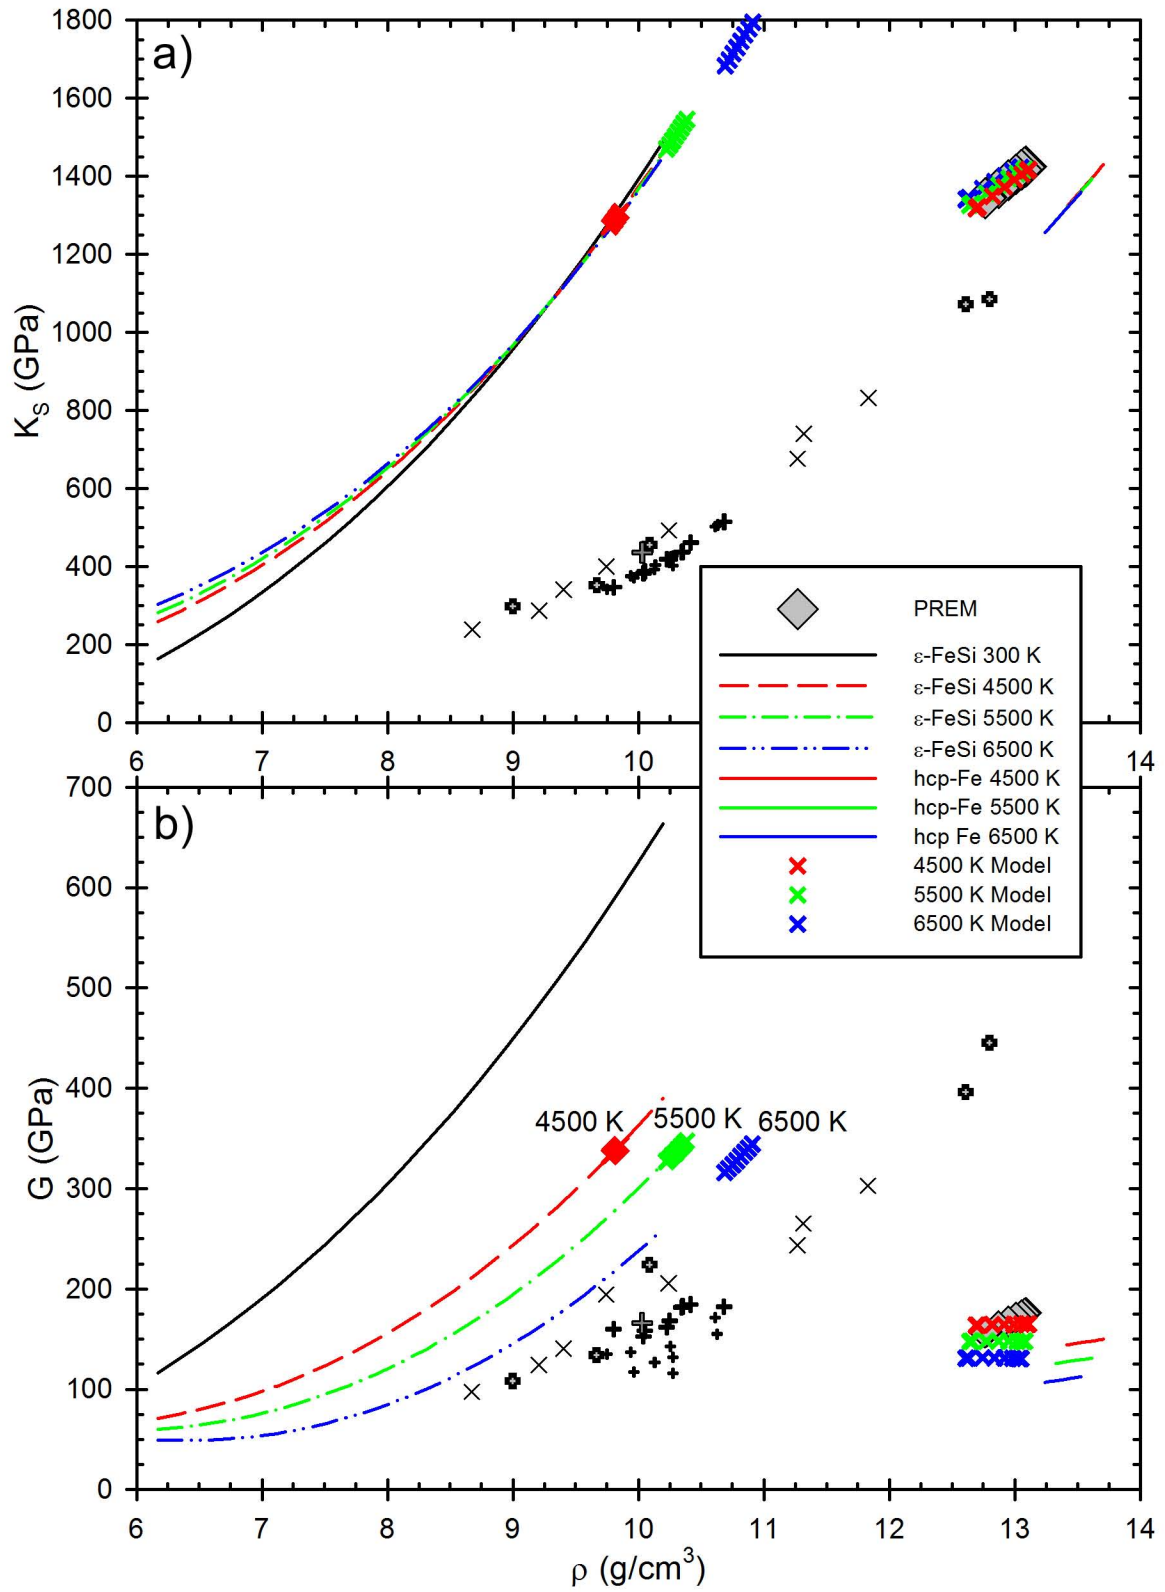 a)
1800
1600
1400
1200
1000
800
600
400
200
0
K_S (GPa)
6 7 8 9 10 14
PREM
ε-FeSi 300 K
ε-FeSi 4500 K
ε-FeSi 5500 K
ε-FeSi 6500 K
hcp-Fe 4500 K
hcp-Fe 5500 K
hcp Fe 6500 K
4500 K Model
5500 K Model
6500 K Model
b)
700
600
500
400
300
200
100
0
G (GPa)
4500 K 5500 K 6500 K
6 7 8 9 10 11 12 13 14
ρ (g/cm³)